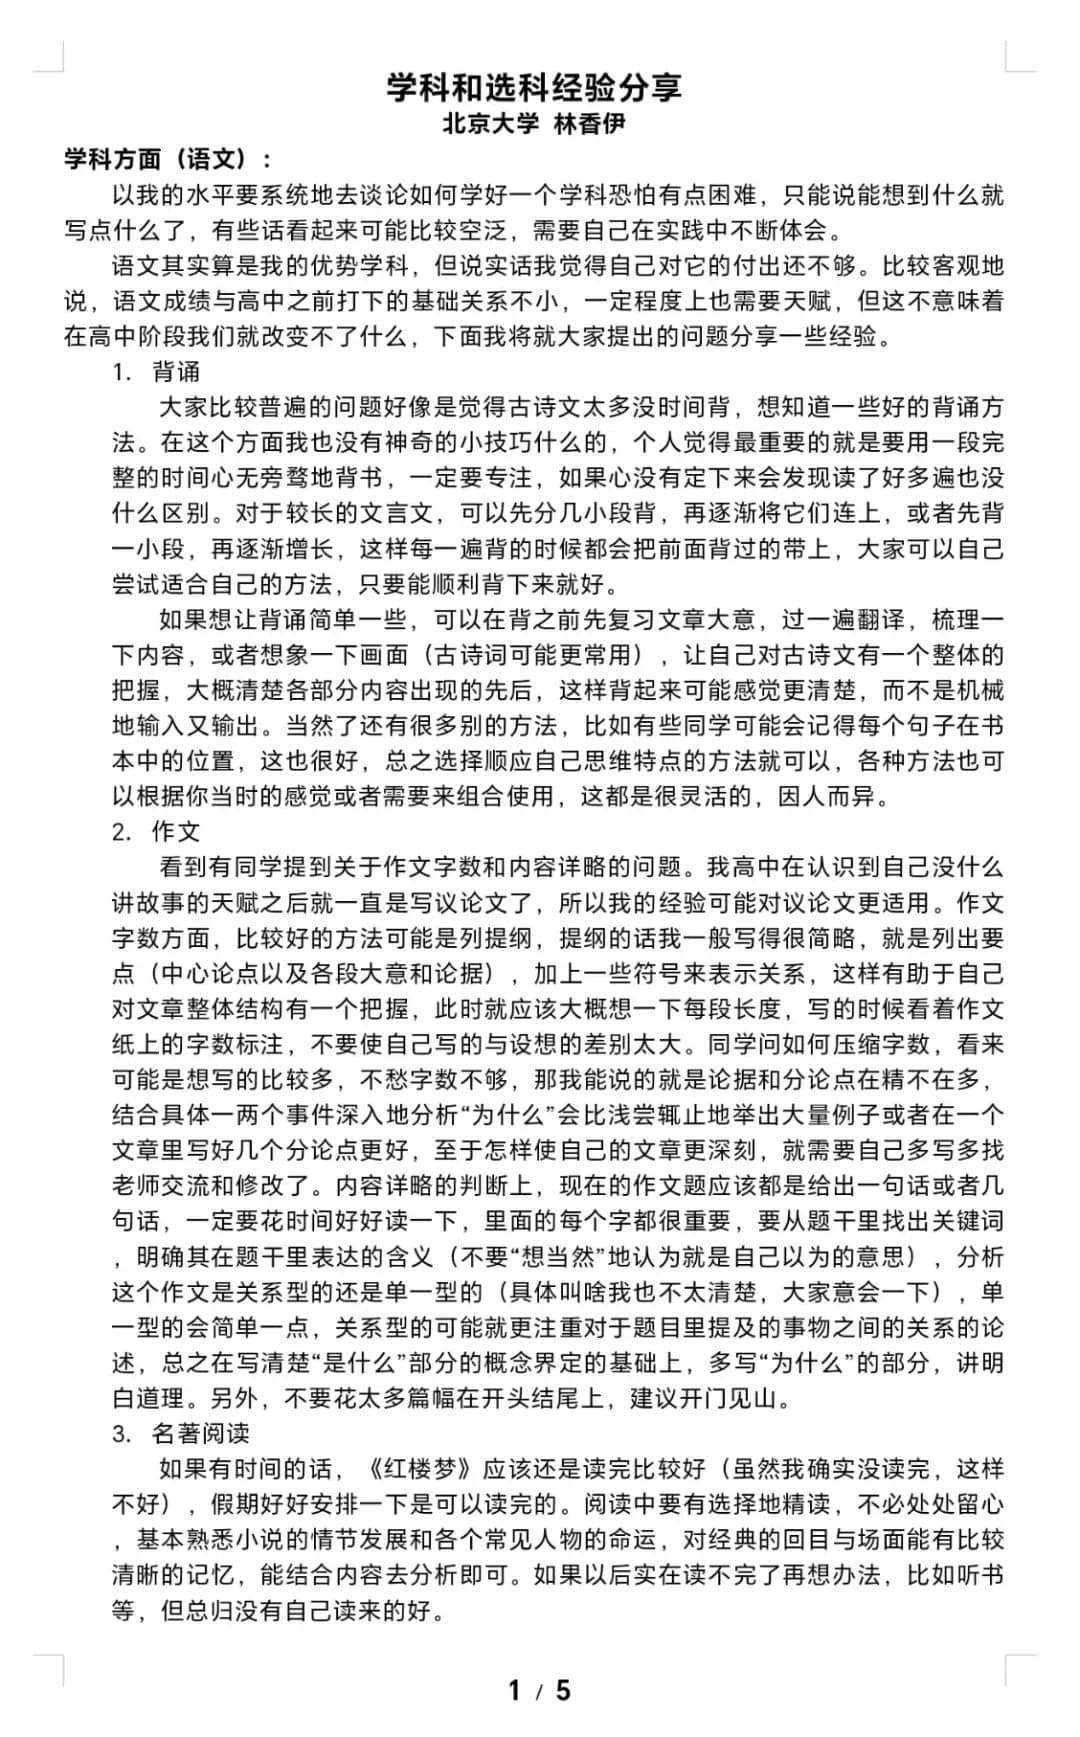 学科和选科经验分享
北京大学 林香伊
学科方面（语文）：
以我的水平要系统地去谈论如何学好一个学科恐怕有点困难，只能说能想到什么就
写点什么了，有些话看起来可能比较空泛，需要自己在实践中不断体会。
语文其实算是我的优势学科，但说实话我觉得自己对它的付出还不够。比较客观地
说，语文成绩与高中之前打下的基础关系不小，一定程度上也需要天赋，但这不意味着
在高中阶段我们就改变不了什么，下面我将就大家提出的问题分享一些经验。
1. 背诵
大家比较普遍的问题好像是觉得古诗文太多没时间背，想知道一些好的背诵方
法。在这个方面我也没有神奇的小技巧什么的，个人觉得最重要的就是要用一段完
整的时间心无旁骛地背书，一定要专注，如果心没有定下来会发现读了好多遍也没
什么区别。对于较长的文言文，可以先分几小段背，再逐渐将它们连上，或者先背
一小段，再逐渐增长，这样每一遍背的时候都会把前面背过的带上，大家可以自己
尝试适合自己的方法，只要能顺利背下来就好。
如果想让背诵简单一些，可以在背之前先复习文章大意，过一遍翻译，梳理一
下内容，或者想象一下画面（古诗词可能更常用），让自己对古诗文有一个整体的
把握，大概清楚各部分内容出现的先后，这样背起来可能感觉更清楚，而不是机械
地输入又输出。当然了还有很多别的方法，比如有些同学可能会记得每个句子在书
本中的位置，这也很好，总之选择顺应自己思维特点的方法就可以，各种方法也可
以根据你当时的感觉或者需要来组合使用，这都是很灵活的，因人而异。
2. 作文
看到有同学提到关于作文字数和内容详略的问题。我高中在认识到自己没什么
讲故事的天赋之后就一直是写议论文了，所以我的经验可能对议论文更适用。作文
字数方面，比较好的方法可能是列提纲，提纲的话我一般写得很简略，就是列出要
点（中心论点以及各段大意和论据），加上一些符号来表示关系，这样有助于自己
对文章整体结构有一个把握，此时就应该大概想一下每段长度，写的时候看着作文
纸上的字数标注，不要使自己写的与设想的差别太大。同学问如何压缩字数，看来
可能是想写的比较多，不愁字数不够，那我能说的就是论据和分论点在精不在多，
结合具体一两个事件深入地分析“为什么”会比浅尝辄止地举出大量例子或者在一个
文章里写好几个分论点更好，至于怎样使自己的文章更深刻，就需要自己多写多找
老师交流和修改了。内容详略的判断上，现在的作文题应该都是给出一句话或者几
句话，一定要花时间好好读一下，里面的每个字都很重要，要从题干里找出关键词
，明确其在题干里表达的含义（不要“想当然”地认为就是自己以为的意思），分析
这个作文是关系型的还是单一型的（具体叫啥我也不太清楚，大家意会一下），单
一型的会简单一点，关系型的可能就更注重对于题目里提及的事物之间的关系的论
述，总之在写清楚“是什么”部分的概念界定的基础上，多写“为什么”的部分，讲明
白道理。另外，不要花太多篇幅在开头结尾上，建议开门见山。
3. 名著阅读
如果有时间的话，《红楼梦》应该还是读完比较好（虽然我确实没读完，这样
不好），假期好好安排一下是可以读完的。阅读中要有选择地精读，不必处处留心
，基本熟悉小说的情节发展和各个常见人物的命运，对经典的回目与场面能有比较
清晰的记忆，能结合内容去分析即可。如果以后实在读不完了再想办法，比如听书
等，但总归没有自己读来的好。
1 / 5